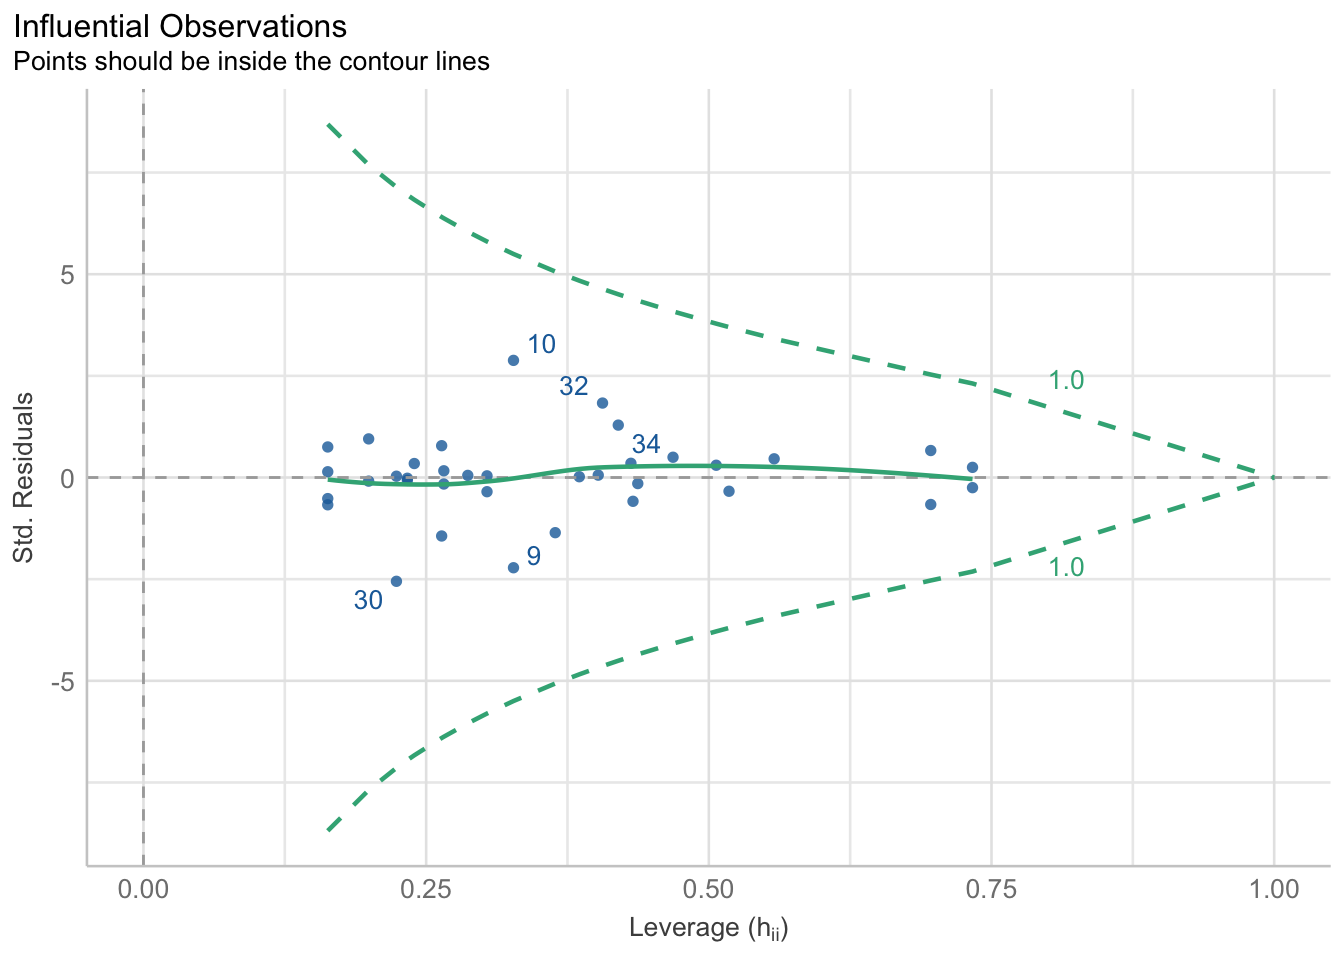 Influential Observations
Points should be inside the contour lines
Std. Residuals
5
0
-5
10
32
34
9
30
1.0
1.0
0.00 0.25 0.50 0.75 1.00
Leverage (hii)